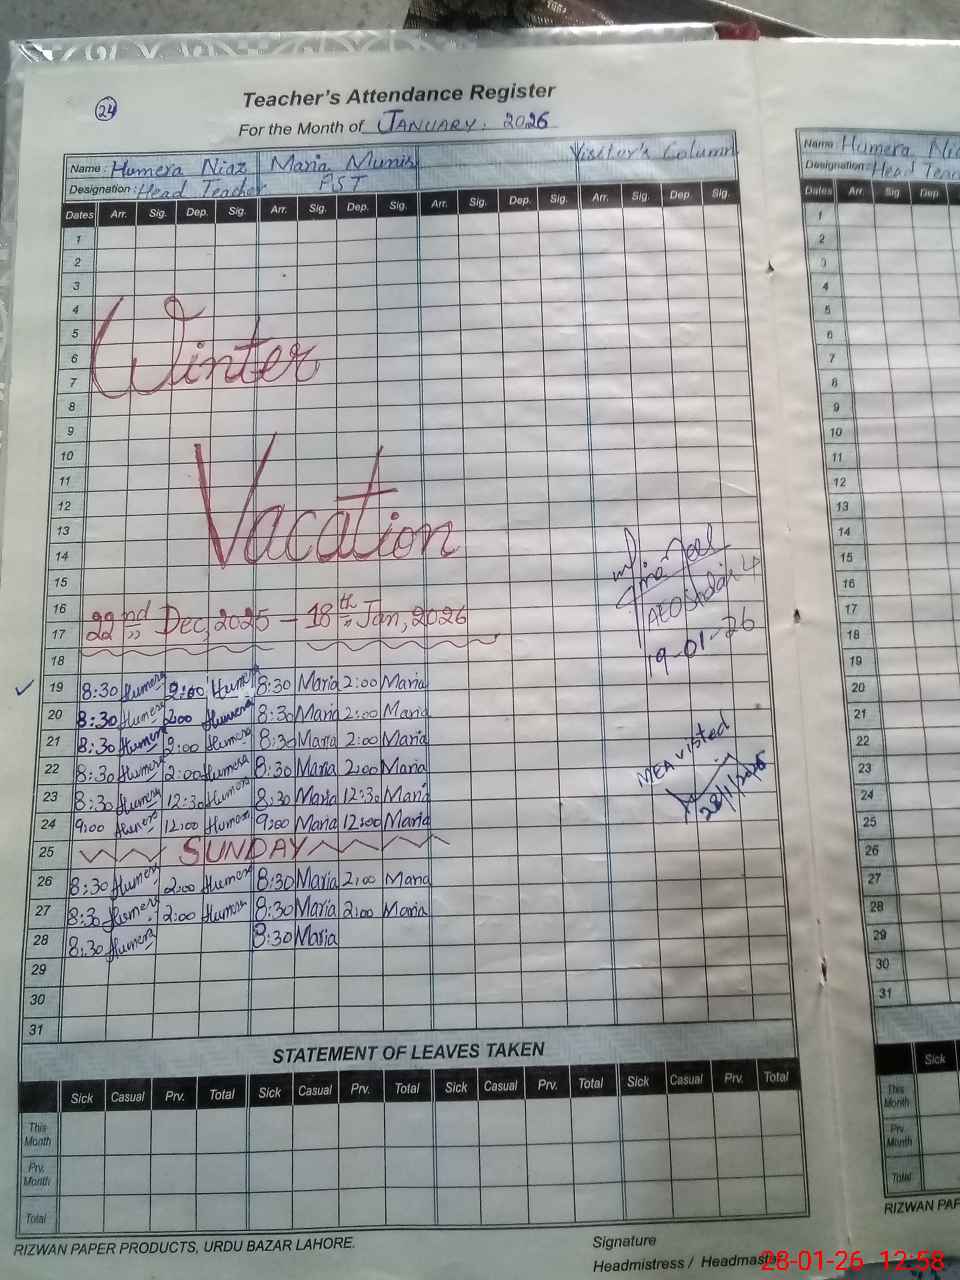 24
Teacher's Attendance Register
For the Month of JANUARY. 2026
Name: Humera Niaz Maria Munis Visiter's Column
Designation: Head Teacher PST
Dates Arr. Sig. Dep. Sig. Arr. Sig. Dep. Sig. Arr. Sig. Dep. Sig. Arr. Sig. Dep. Sig.
1
2
3
4
5
6
7
Winter
8
9
10
11
12
13
14
Vacation
15
16
17
22nd Dec, 2025 – 18th Jan, 2026
18
AEO
19-01-26
19 8:30 Humera 2:00 Humera 8:30 Maria 2:00 Maria
20 8:30 Humera 2:00 Humera 8:30 Maria 2:00 Maria
21 8:30 Humera 2:00 Humera 8:30 Maria 2:00 Maria
22 8:30 Humera 2:00 Humera 8:30 Maria 2:00 Maria
23 8:30 Humera 12:30 Humera 8:30 Maria 12:30 Maria
24 9:00 Humera 12:00 Humera 9:00 Maria 12:00 Maria
MEA visted
28/1/2026
25 SUNDAY
26 8:30 Humera 2:00 Humera 8:30 Maria 2:00 Maria
27 8:30 Humera 2:00 Humera 8:30 Maria 2:00 Maria
28 8:30 Humera 8:30 Maria
29
30
31
STATEMENT OF LEAVES TAKEN
Sick Casual Prv. Total Sick Casual Prv. Total Sick Casual Prv. Total Sick Casual Prv. Total
This Month
Prv. Month
Total
RIZWAN PAPER PRODUCTS, URDU BAZAR LAHORE.
Signature
Headmistress / Headmaster
Name: Humera
Designation: Head
Dates Arr. Sig. Dep.
1
2
3
4
5
6
7
8
9
10
11
12
13
14
15
16
17
18
19
20
21
22
23
24
25
26
27
28
29
30
31
Sick
This Month
Prv. Month
Total
RIZWAN
28-01-26 12:58